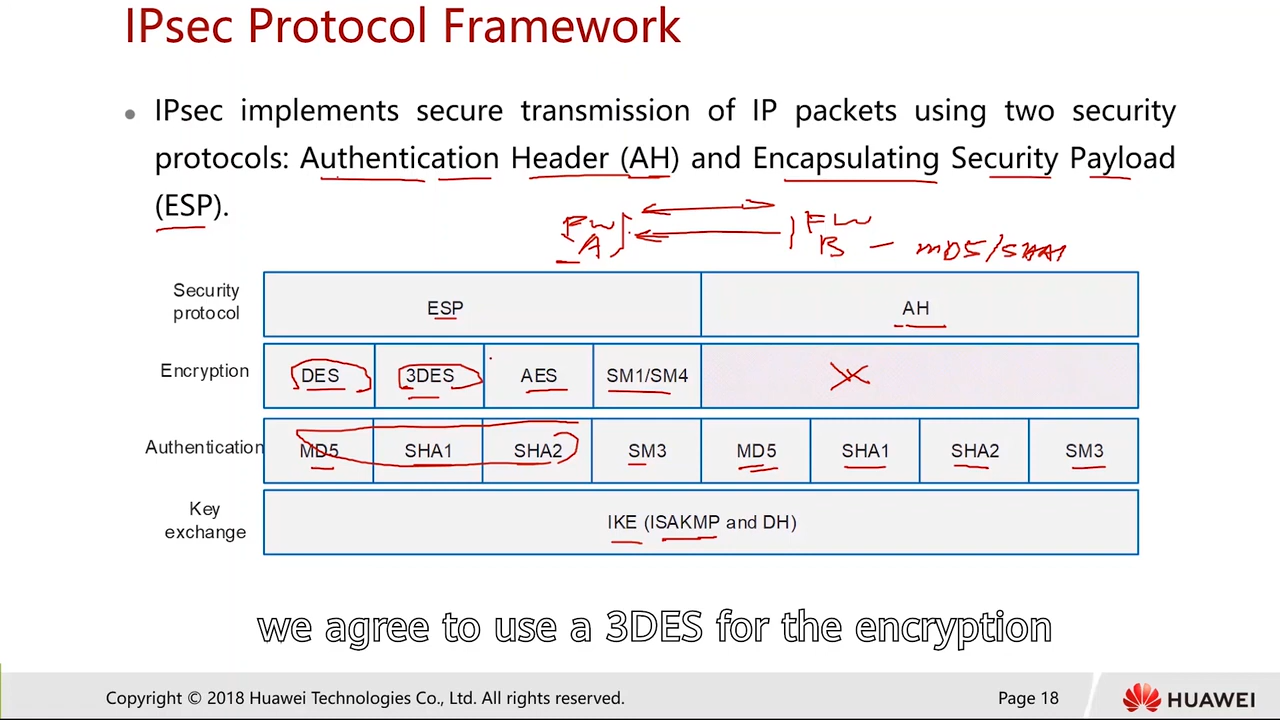 IPsec Protocol Framework
• IPsec implements secure transmission of IP packets using two security
protocols: Authentication Header (AH) and Encapsulating Security Payload
(ESP).
FW FW
A B - MD5/SHA1
Security
protocol
ESP AH
Encryption DES 3DES AES SM1/SM4
Authentication MD5 SHA1 SHA2 SM3 MD5 SHA1 SHA2 SM3
Key
exchange
IKE (ISAKMP and DH)
we agree to use a 3DES for the encryption
Copyright © 2018 Huawei Technologies Co., Ltd. All rights reserved. Page 18 HUAWEI